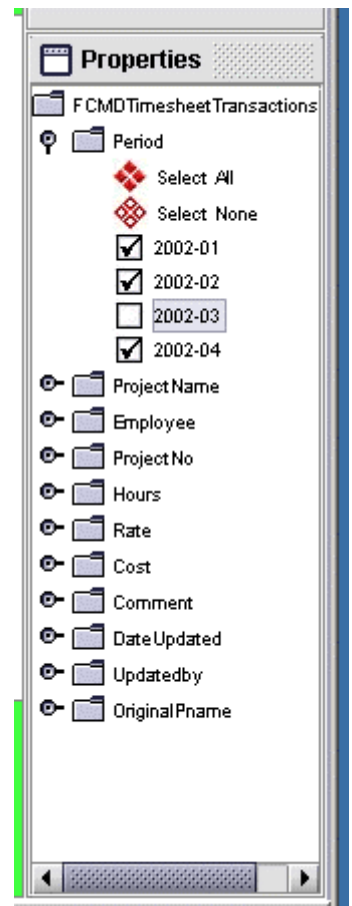 Properties
FCMDTimesheetTransactions
Period
Select All
Select None
2002-01
2002-02
2002-03
2002-04
ProjectName
Employee
ProjectNo
Hours
Rate
Cost
Comment
DateUpdated
Updatedby
OriginalPname